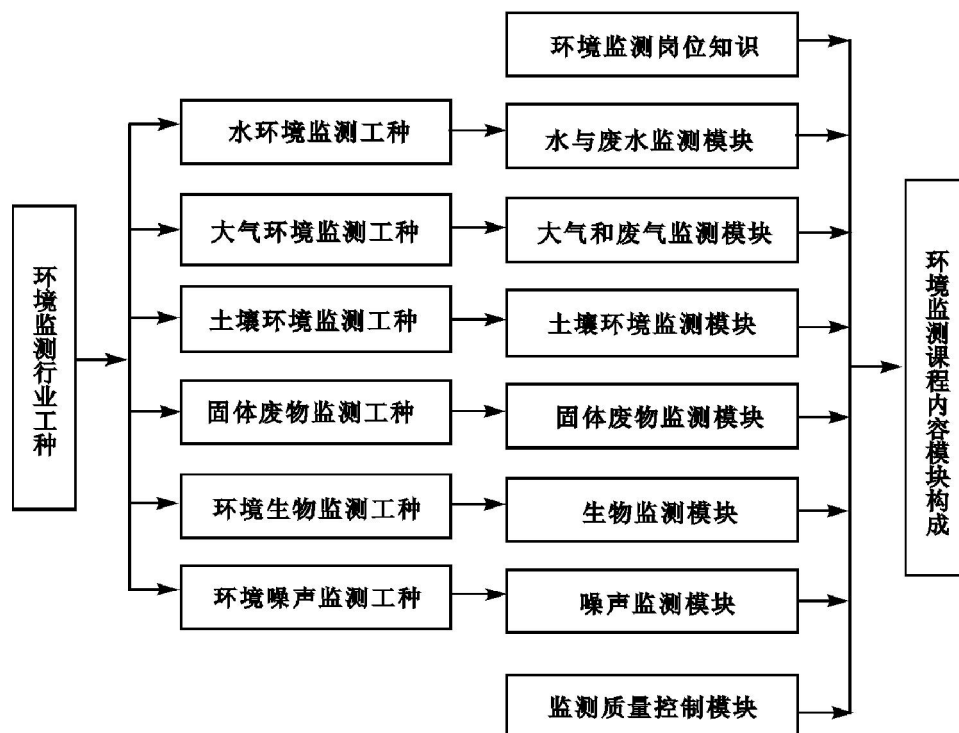 环境监测岗位知识
水环境监测工种
水与废水监测模块
大气环境监测工种
大气和废气监测模块
环境监测行业工种
土壤环境监测工种
土壤环境监测模块
环境监测课程内容模块构成
固体废物监测工种
固体废物监测模块
环境生物监测工种
生物监测模块
环境噪声监测工种
噪声监测模块
监测质量控制模块